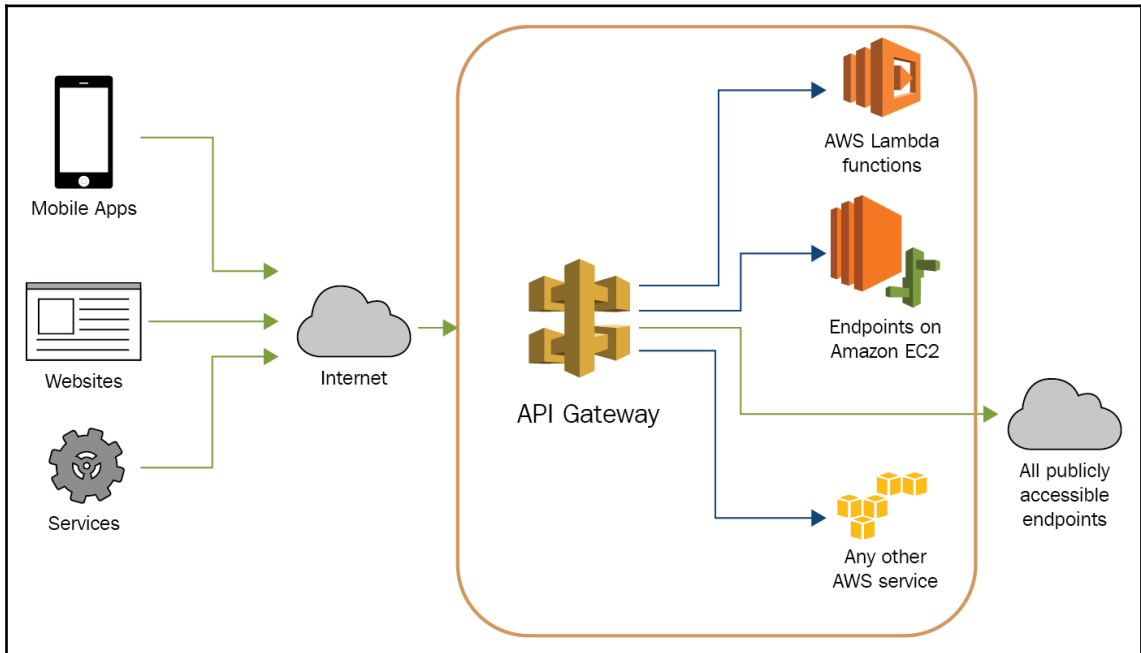 Mobile Apps
Websites
Services
Internet
API Gateway
AWS Lambda
functions
Endpoints on
Amazon EC2
Any other
AWS service
All publicly
accessible
endpoints